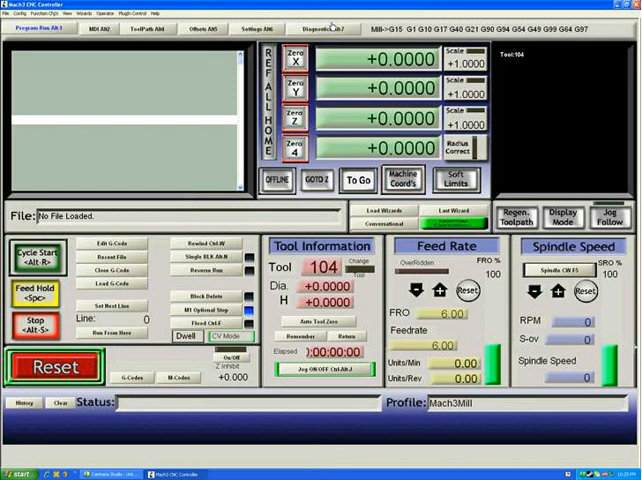 Mach3 CNC Controller
File Config Function Cfg's View Wizards Operator PlugIn Control Help
Program Run Alt-1 MDI Alt2 ToolPath Alt4 Offsets Alt5 Settings Alt6 Diagnostics Alt-7 Mill->G15 G1 G10 G17 G40 G21 G90 G94 G54 G49 G99 G64 G97
REF ALL HOME
Zero X +0.0000 Scale +1.0000
Zero Y +0.0000 Scale +1.0000
Zero Z +0.0000 Scale +1.0000
Zero 4 +0.0000 Radius Correct
Tool:104
OFFLINE GOTO Z To Go Machine Coord's Soft Limits
File: No File Loaded.
Load Wizards Last Wizard
Conversational
Regen. Toolpath Display Mode Jog Follow
Cycle Start <Alt-R>
Feed Hold <Spc>
Stop <Alt-S>
Edit G-Code
Recent File
Close G-Code
Load G-Code
Set Next Line
Line: 0
Run From Here
Rewind Ctrl-W
Single BLK Alt-N
Reverse Run
Block Delete
M1 Optional Stop
Flood Ctrl-F
Dwell CV Mode
Reset
G-Codes M-Codes
On/Off
Z Inhibit
+0.000
Tool Information
Tool 104 Change Tool
Dia. +0.0000
H +0.0000
Auto Tool Zero
Remember Return
Elapsed 00:00:00
Jog ON/OFF Ctrl-Alt-J
Feed Rate
OverRidden FRO %
100
Reset
FRO 6.00
Feedrate
6.00
Units/Min 0.00
Units/Rev 0.00
Spindle Speed
Spindle CW F5 SRO %
100
Reset
RPM 0
S-ov 0
Spindle Speed
0
History Clear Status: Profile: Mach3Mill
start Mach3 CNC Controller 10:25 PM